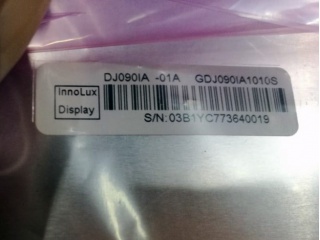 DJ090IA -01A GDJ090IA1010S
InnoLux
Display
S/N:03B1YC773640019